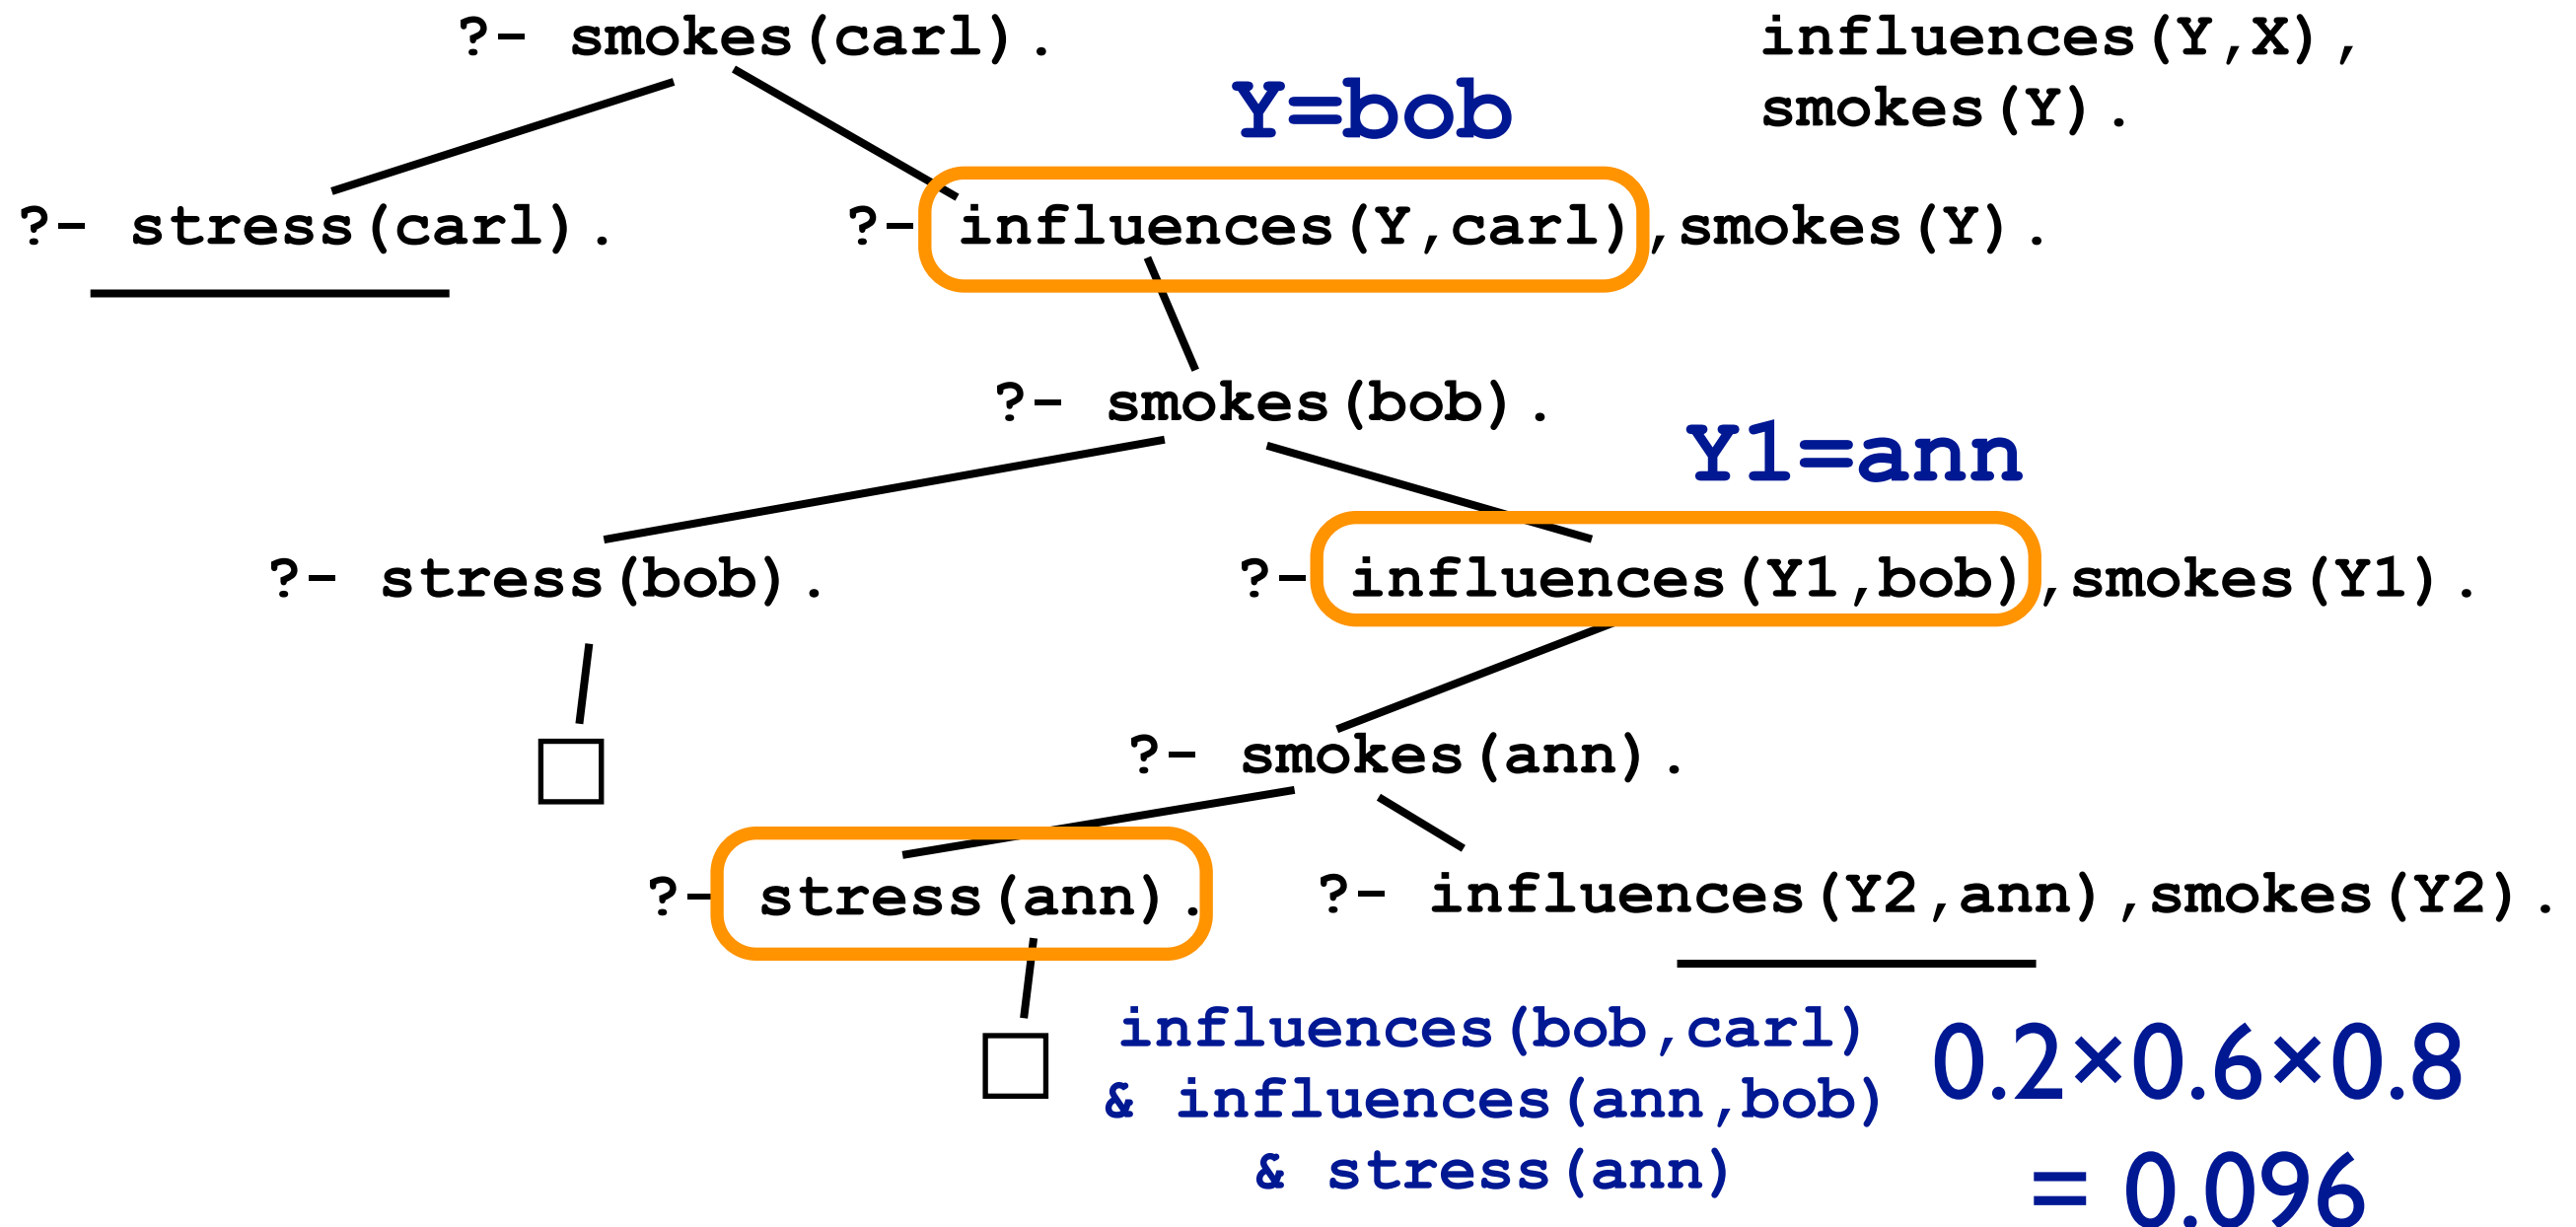 ?- smokes(carl).
influences(Y,X),
smokes(Y).
Y=bob
?- stress(carl).
?- influences(Y,carl),smokes(Y).
?- smokes(bob).
Y1=ann
?- stress(bob).
?- influences(Y1,bob),smokes(Y1).
?- smokes(ann).
?- stress(ann).
?- influences(Y2,ann),smokes(Y2).
influences(bob,carl)
& influences(ann,bob)
& stress(ann)
0.2×0.6×0.8
= 0.096